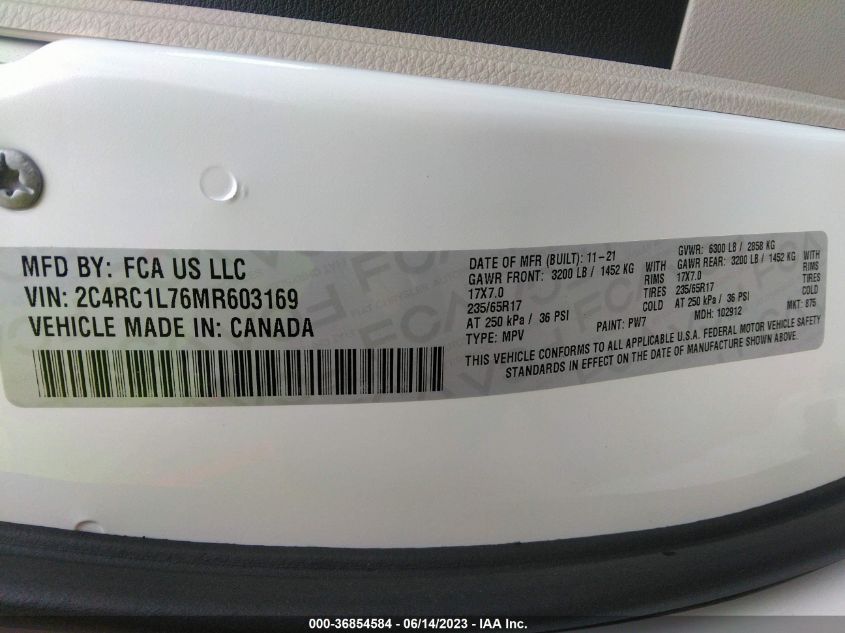 MFD BY: FCA US LLC
VIN: 2C4RC1L76MR603169
VEHICLE MADE IN: CANADA
DATE OF MFR (BUILT): 11-21 GVWR: 6300 LB / 2858 KG
GAWR FRONT: 3200 LB / 1452 KG WITH GAWR REAR: 3200 LB / 1452 KG WITH
17X7.0 RIMS 17X7.0 RIMS
235/65R17 TIRES 235/65R17 TIRES
AT 250 kPa / 36 PSI COLD AT 250 kPa / 36 PSI COLD
TYPE: MPV PAINT: PW7 MDH: 102912 MKT: 875
THIS VEHICLE CONFORMS TO ALL APPLICABLE U.S.A. FEDERAL MOTOR VEHICLE SAFETY
STANDARDS IN EFFECT ON THE DATE OF MANUFACTURE SHOWN ABOVE.
000-36854584 - 06/14/2023 - IAA Inc.